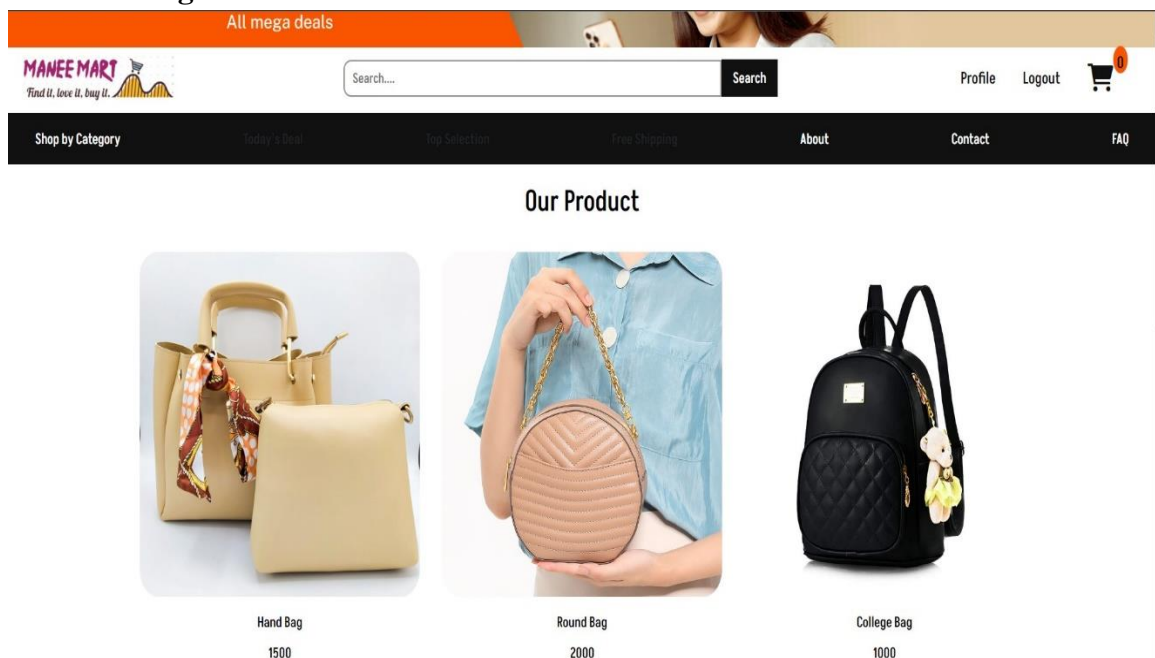 All mega deals
MANEE MART
Find it, love it, buy it.
Search....
Search
Profile
Logout
0
Shop by Category
Today's Deal
Top Selection
Free Shipping
About
Contact
FAQ
Our Product
Hand Bag
Round Bag
College Bag
1500
2000
1000